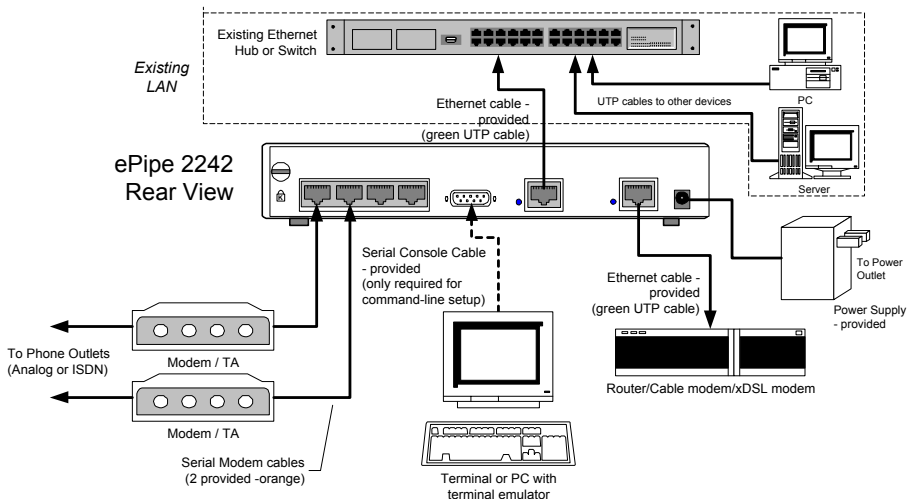 Existing Ethernet
Hub or Switch
Existing
LAN
PC
Ethernet cable -
provided
(green UTP cable)
UTP cables to other devices
Server
ePipe 2242
Rear View
K
Serial Console Cable
- provided
(only required for
command-line setup)
Ethernet cable -
provided
(green UTP cable)
To Power
Outlet
Power Supply
- provided
To Phone Outlets
(Analog or ISDN)
Modem / TA
Modem / TA
Router/Cable modem/xDSL modem
Serial Modem cables
(2 provided -orange)
Terminal or PC with
terminal emulator